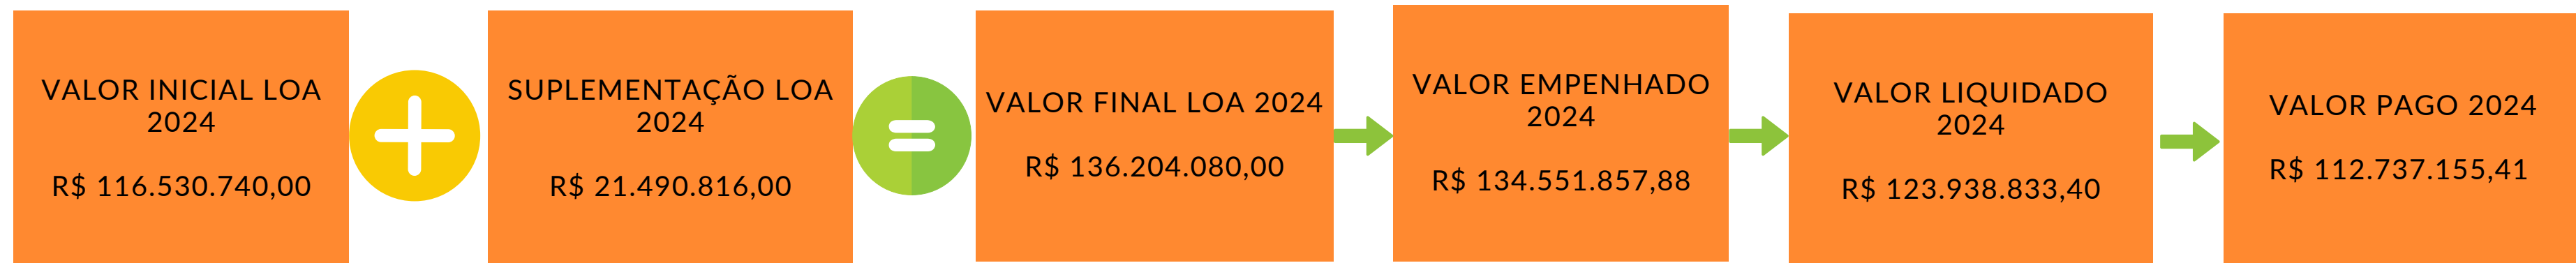 VALOR INICIAL LOA
2024
R$ 116.530.740,00
SUPLEMENTAÇÃO LOA
2024
R$ 21.490.816,00
VALOR FINAL LOA 2024
R$ 136.204.080,00
VALOR EMPENHADO
2024
R$ 134.551.857,88
VALOR LIQUIDADO
2024
R$ 123.938.833,40
VALOR PAGO 2024
R$ 112.737.155,41